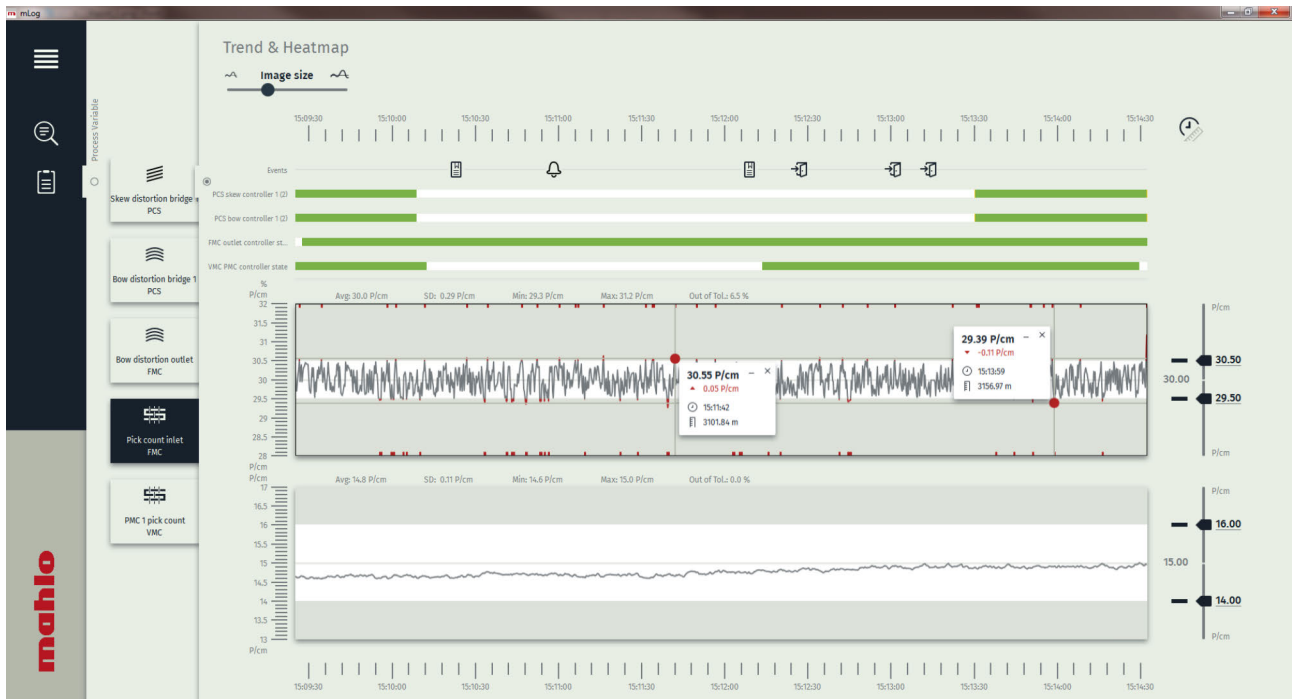 mLog
Trend & Heatmap
Image size
Process Variable
15:09:30 15:10:00 15:10:30 15:11:00 15:11:30 15:12:00 15:12:30 15:13:00 15:13:30 15:14:00 15:14:30
Events
Skew distortion bridge
PCS
PCS skew controller 1 (2)
PCS bow controller 1 (2)
FMC outlet controller st...
VMC PMC controller state
Bow distortion bridge 1
PCS
Bow distortion outlet
FMC
Pick count inlet
FMC
PMC 1 pick count
VMC
%
P/cm
Avg: 30.0 P/cm SD: 0.29 P/cm Min: 29.3 P/cm Max: 31.2 P/cm Out of Tol.: 6.5 %
32
31.5
31
30.5
30
29.5
29
28.5
28
P/cm
29.39 P/cm
-0.11 P/cm
15:13:59
3156.97 m
30.55 P/cm
0.05 P/cm
15:11:42
3101.84 m
P/cm
30.50
30.00
29.50
P/cm
P/cm
Avg: 14.8 P/cm SD: 0.11 P/cm Min: 14.6 P/cm Max: 15.0 P/cm Out of Tol.: 0.0 %
17
16.5
16
15.5
15
14.5
14
13.5
13
P/cm
P/cm
16.00
15.00
14.00
P/cm
15:09:30 15:10:00 15:10:30 15:11:00 15:11:30 15:12:00 15:12:30 15:13:00 15:13:30 15:14:00 15:14:30
mahlo